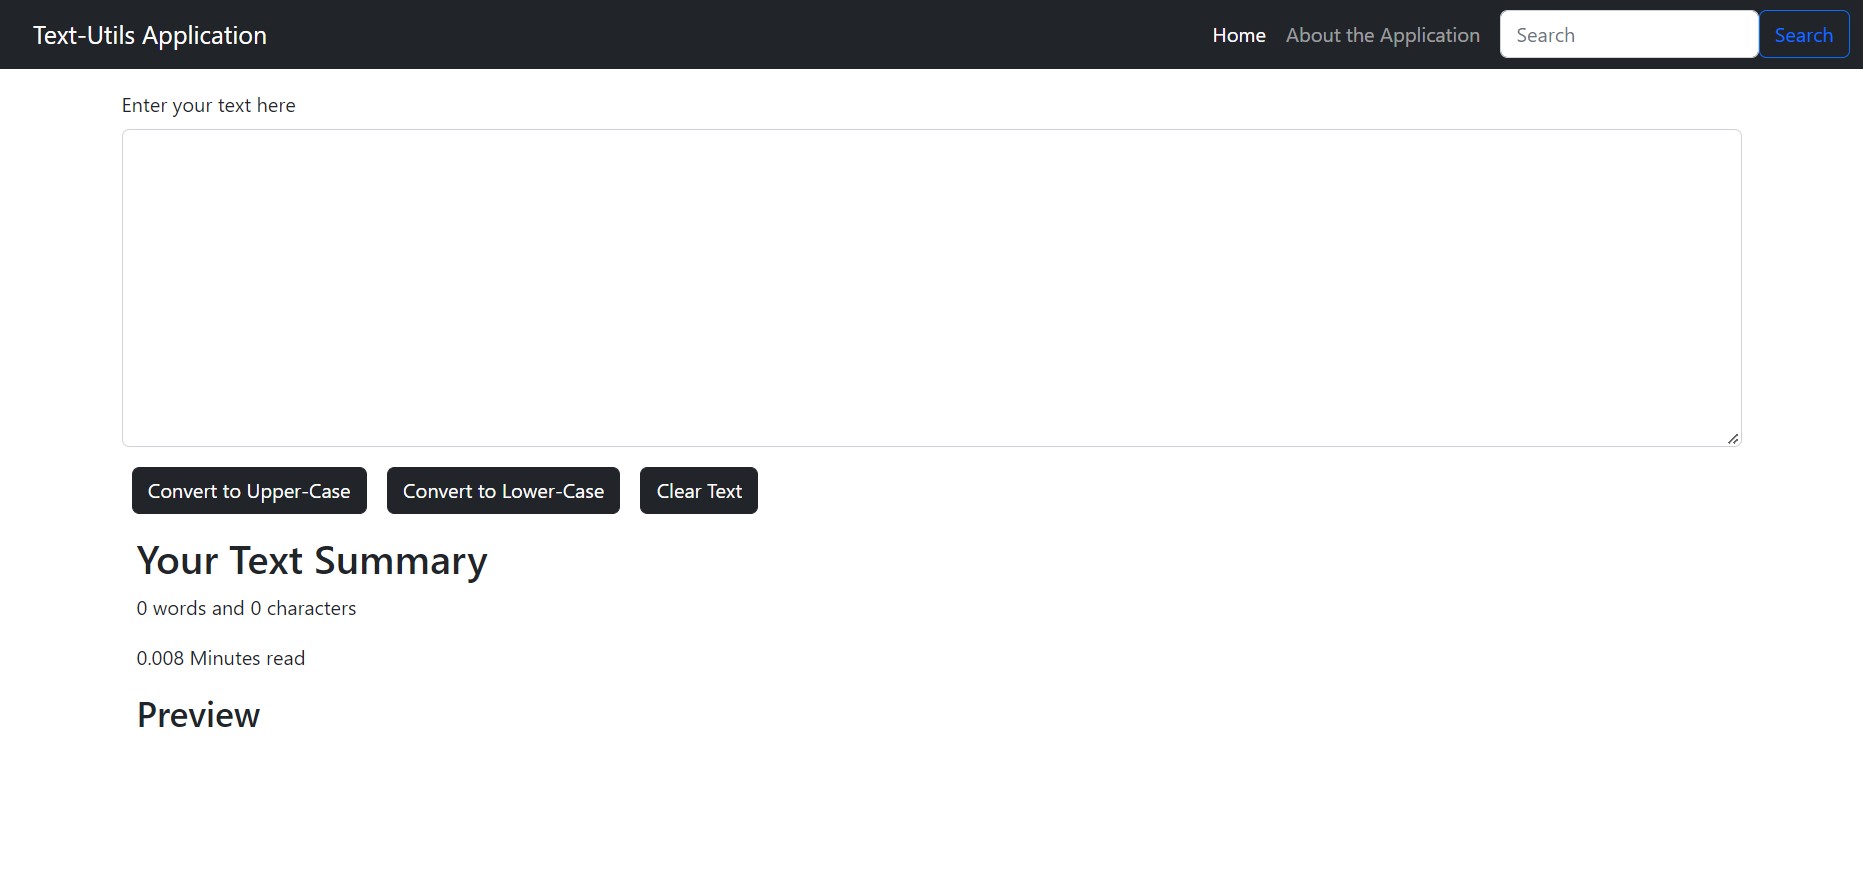 Text-Utils Application Home About the Application Search Search
Enter your text here
Convert to Upper-Case Convert to Lower-Case Clear Text
Your Text Summary
0 words and 0 characters
0.008 Minutes read
Preview